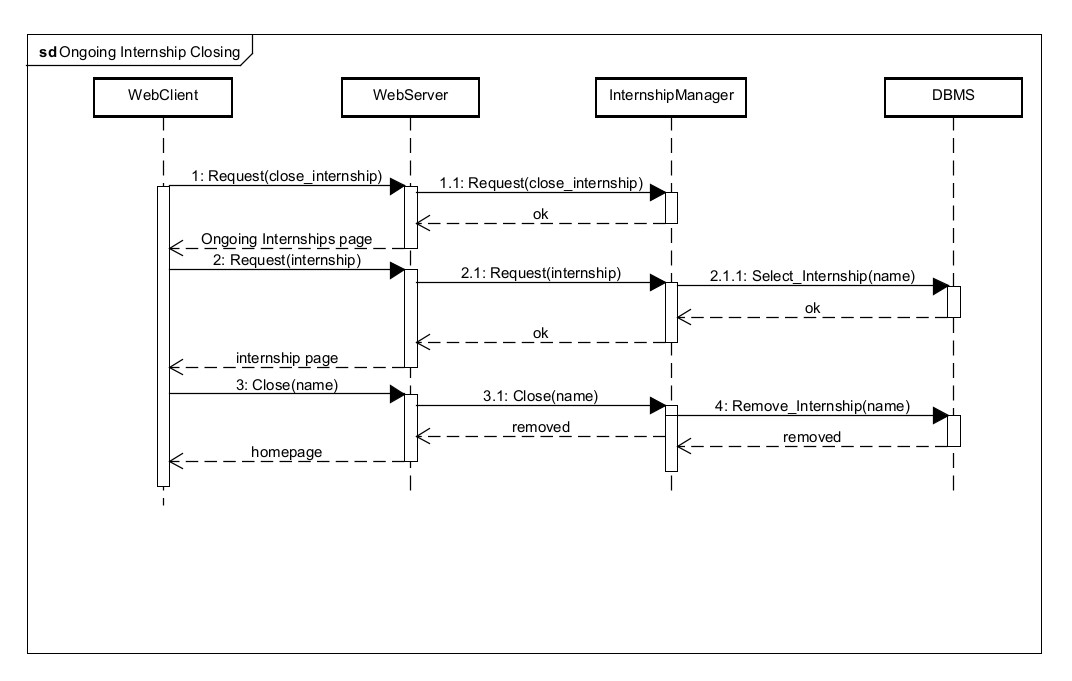 sd Ongoing Internship Closing
WebClient
WebServer
InternshipManager
DBMS
1: Request(close_internship)
1.1: Request(close_internship)
ok
Ongoing Internships page
2: Request(internship)
2.1: Request(internship)
2.1.1: Select_Internship(name)
ok
ok
internship page
3: Close(name)
3.1: Close(name)
4: Remove_Internship(name)
removed
removed
homepage